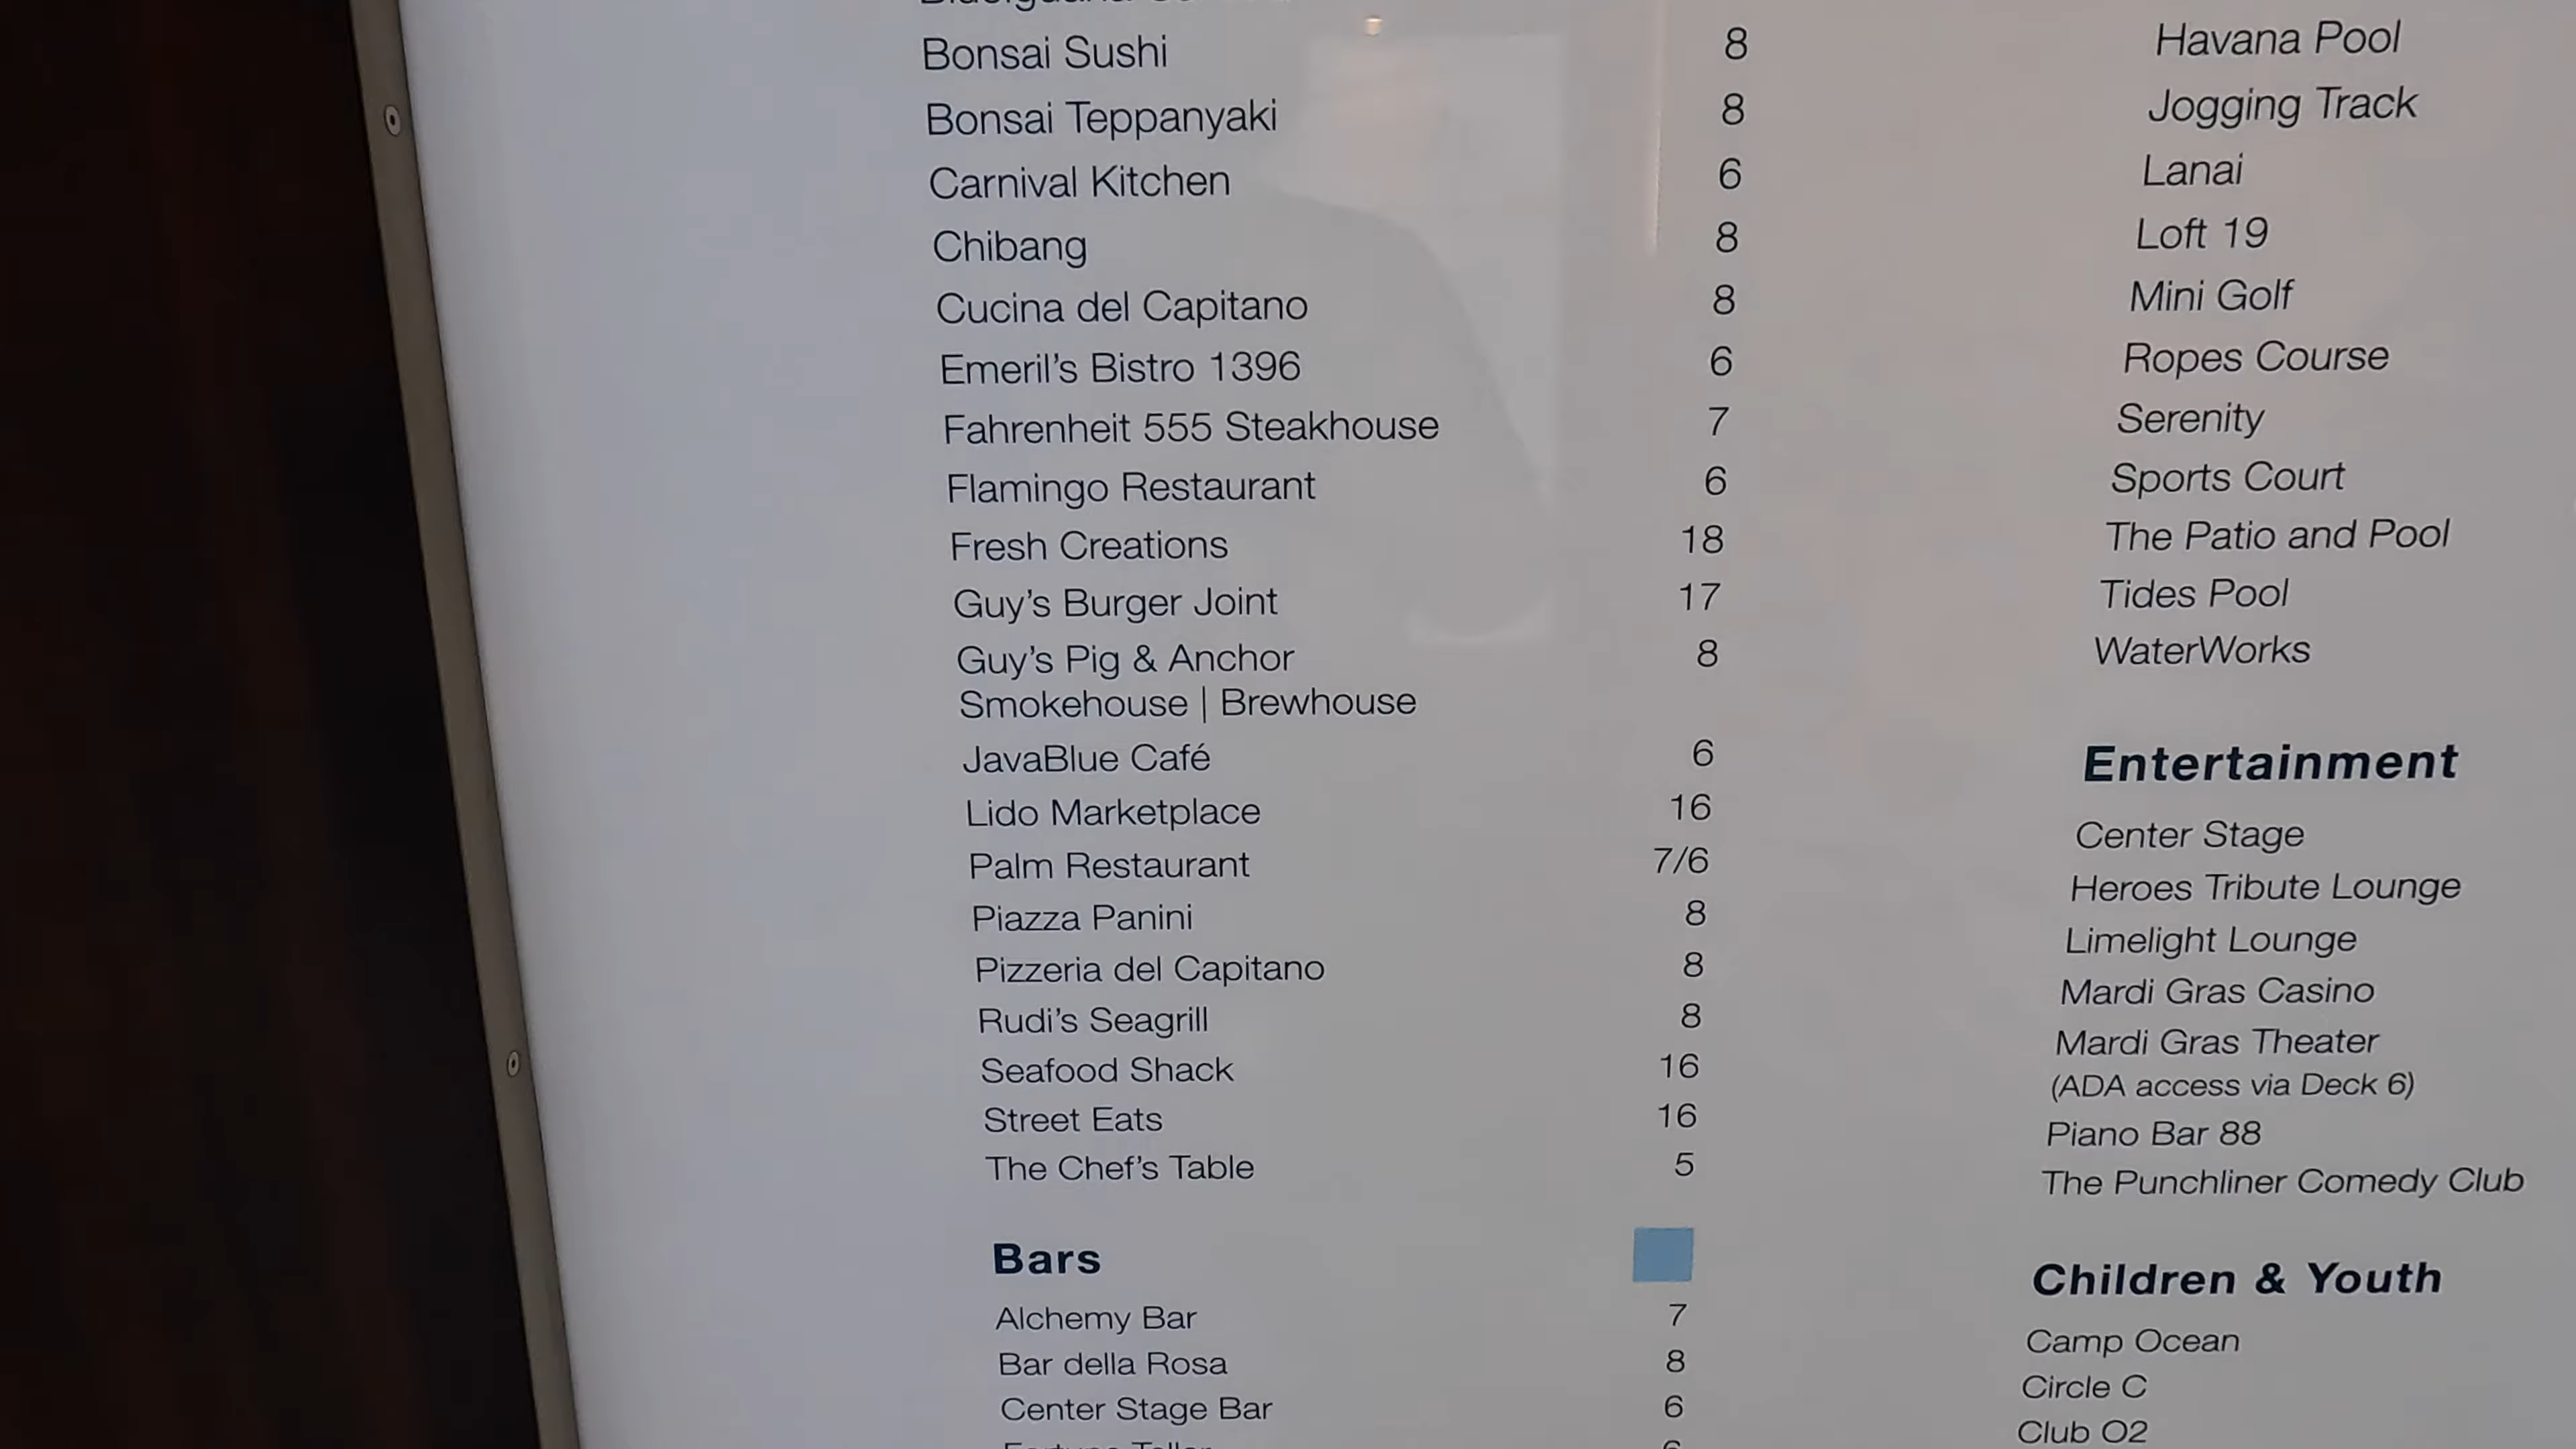 Bonsai Sushi 8
Bonsai Teppanyaki 8
Carnival Kitchen 6
Chibang 8
Cucina del Capitano 8
Emeril's Bistro 1396 6
Fahrenheit 555 Steakhouse 7
Flamingo Restaurant 6
Fresh Creations 18
Guy's Burger Joint 17
Guy's Pig & Anchor 8
Smokehouse | Brewhouse
JavaBlue Café 6
Lido Marketplace 16
Palm Restaurant 7/6
Piazza Panini 8
Pizzeria del Capitano 8
Rudi's Seagrill 8
Seafood Shack 16
Street Eats 16
The Chef's Table 5
Bars
Alchemy Bar 7
Bar della Rosa 8
Center Stage Bar 6
Havana Pool
Jogging Track
Lanai
Loft 19
Mini Golf
Ropes Course
Serenity
Sports Court
The Patio and Pool
Tides Pool
WaterWorks
Entertainment
Center Stage
Heroes Tribute Lounge
Limelight Lounge
Mardi Gras Casino
Mardi Gras Theater
(ADA access via Deck 6)
Piano Bar 88
The Punchliner Comedy Club
Children & Youth
Camp Ocean
Circle C
Club O2